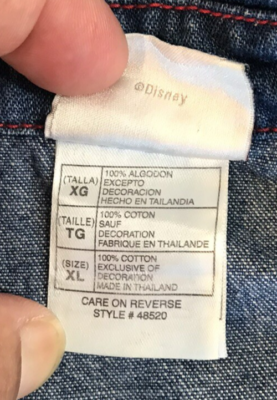 ©Disney
(TALLA) XG
100% ALGODON
EXCEPTO
DECORACION
HECHO EN TAILANDIA
(TAILLE) TG
100% COTON
SAUF
DECORATION
FABRIQUE EN THAILANDE
(SIZE) XL
100% COTTON
EXCLUSIVE OF
DECORATION
MADE IN THAILAND
CARE ON REVERSE
STYLE # 48520